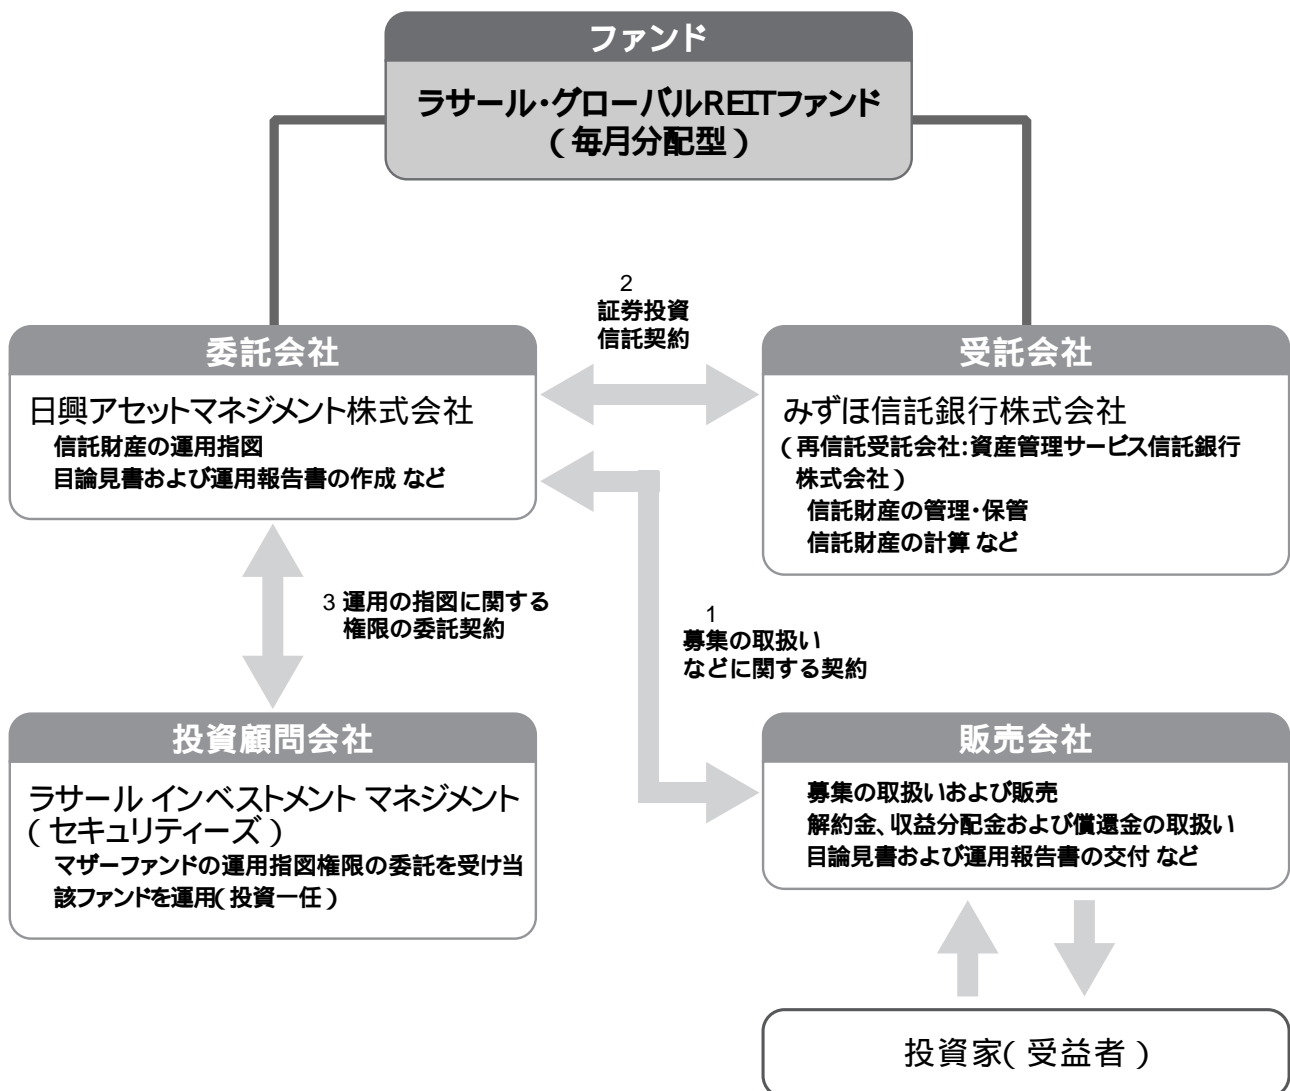 ファンド
ラサール・グローバルREITファンド
(毎月分配型)
2
証券投資
信託契約
委託会社
日興アセットマネジメント株式会社
信託財産の運用指図
目論見書および運用報告書の作成 など
受託会社
みずほ信託銀行株式会社
(再信託受託会社:資産管理サービス信託銀行
株式会社)
信託財産の管理・保管
信託財産の計算 など
3 運用の指図に関する
権限の委託契約
1
募集の取扱い
などに関する契約
投資顧問会社
ラサール インベストメント マネジメント
(セキュリティーズ)
マザーファンドの運用指図権限の委託を受け当
該ファンドを運用(投資一任)
販売会社
募集の取扱いおよび販売
解約金、収益分配金および償還金の取扱い
目論見書および運用報告書の交付 など
投資家(受益者)